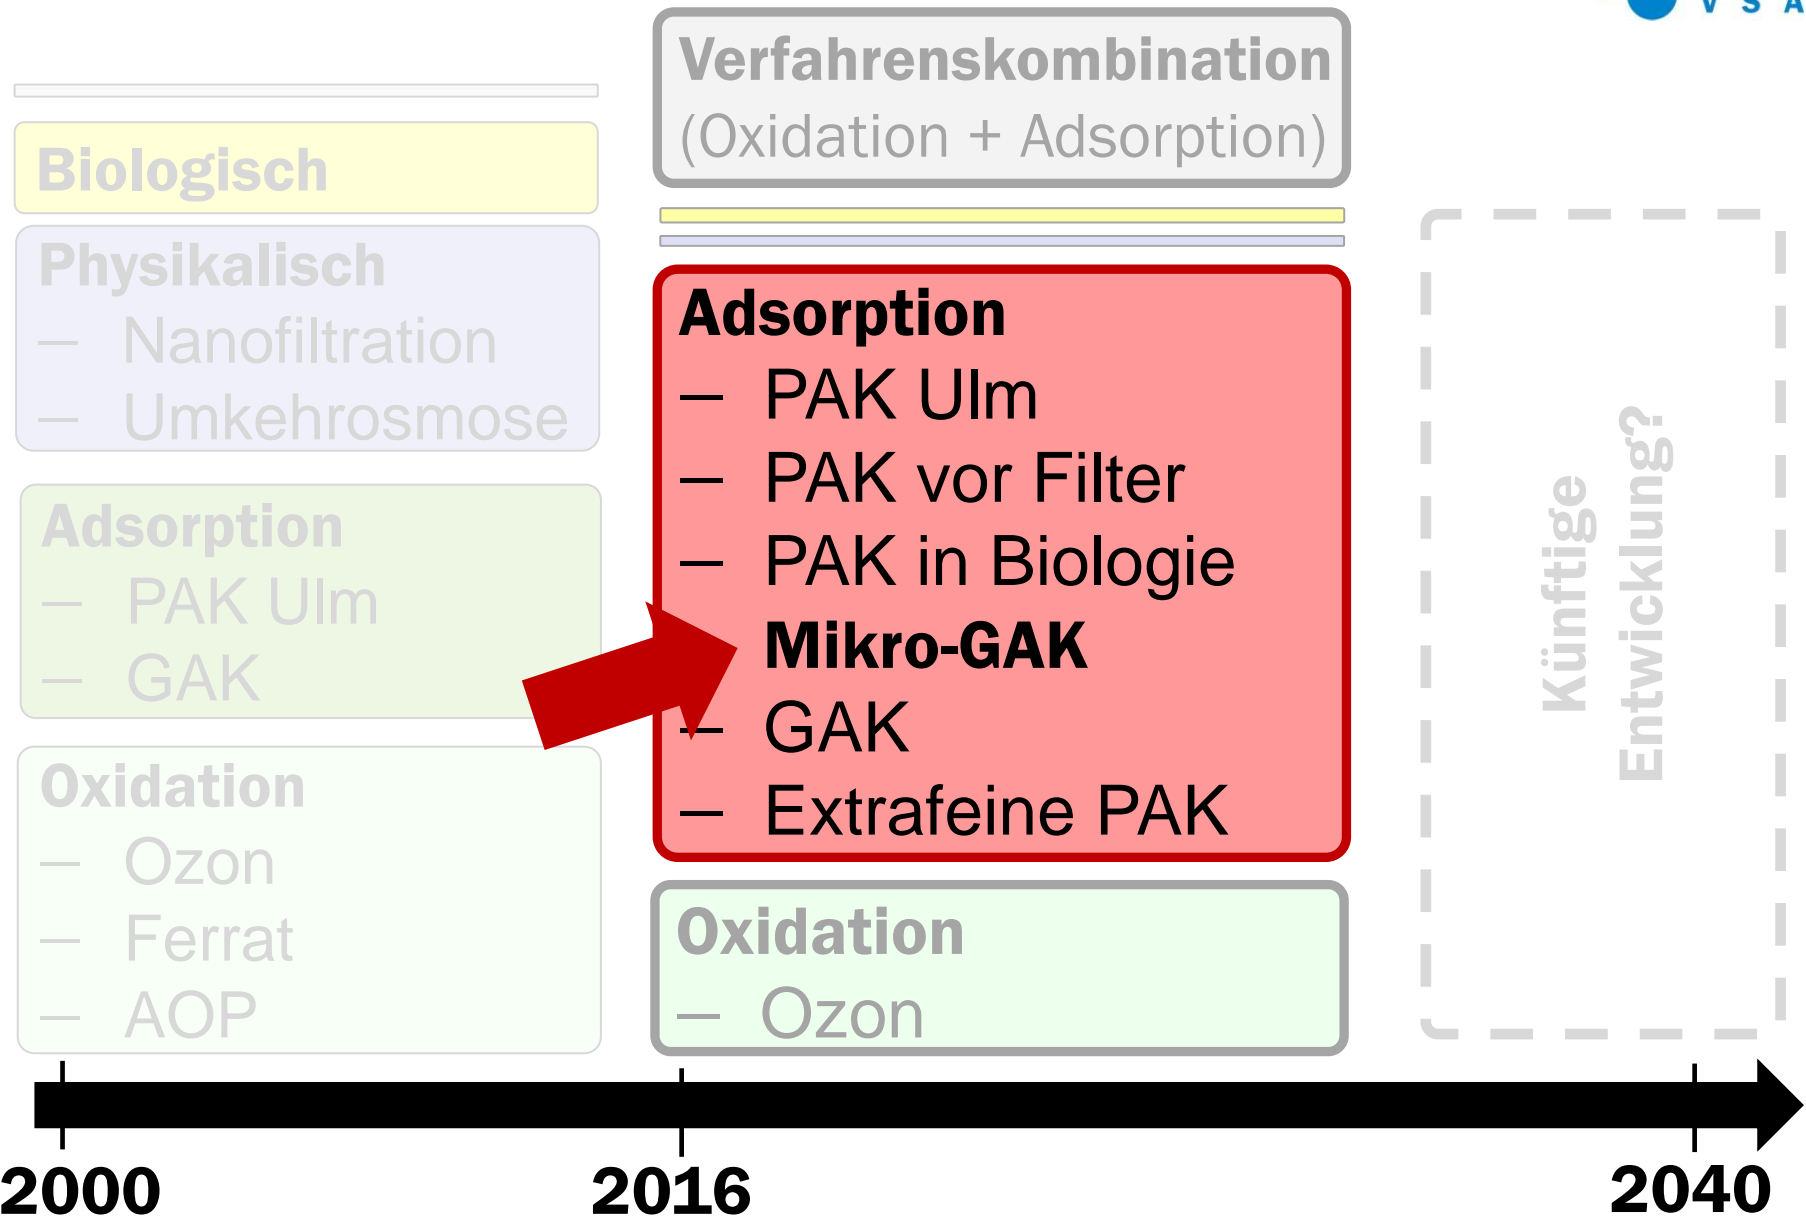 VSA
Biologisch
Physikalisch
– Nanofiltration
– Umkehrosmose
Adsorption
– PAK Ulm
– GAK
Oxidation
– Ozon
– Ferrat
– AOP
Verfahrenskombination
(Oxidation + Adsorption)
Adsorption
– PAK Ulm
– PAK vor Filter
– PAK in Biologie
Mikro-GAK
– GAK
– Extrafeine PAK
Oxidation
– Ozon
Künftige
Entwicklung?
2000
2016
2040